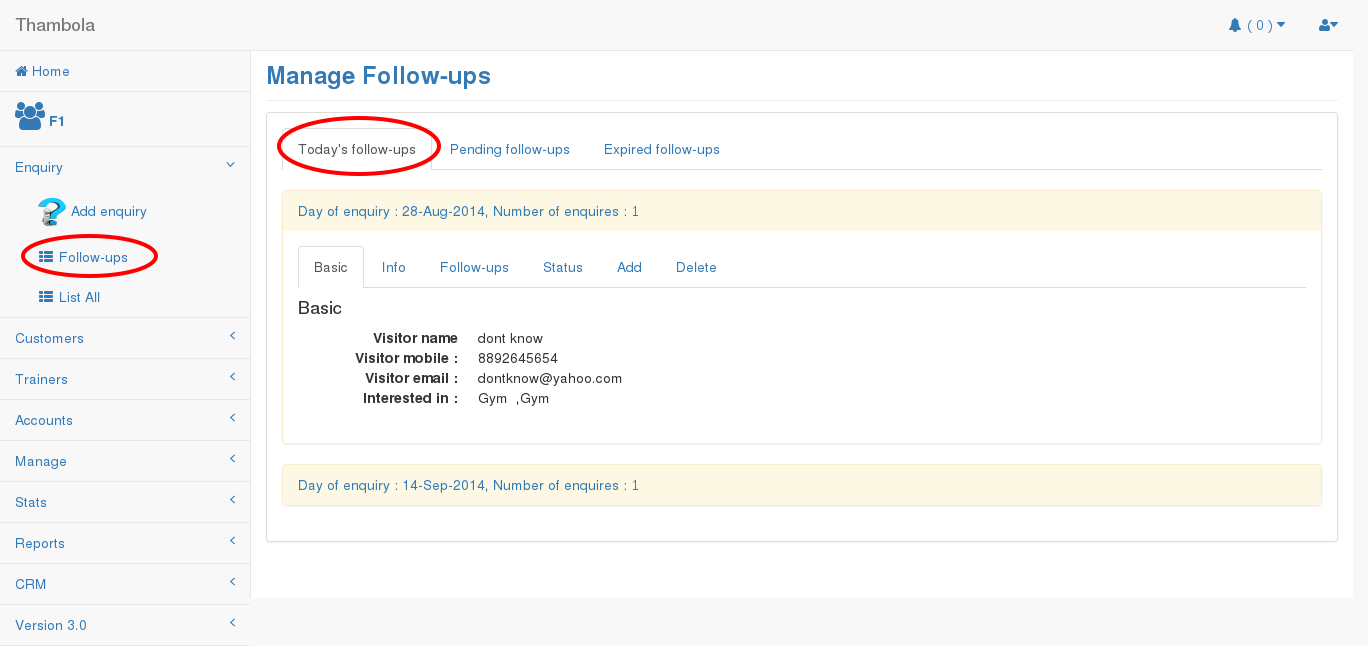 Thambola
( 0 )
Home
F1
Enquiry
Add enquiry
Follow-ups
List All
Customers
Trainers
Accounts
Manage
Stats
Reports
CRM
Version 3.0
Manage Follow-ups
Today's follow-ups Pending follow-ups Expired follow-ups
Day of enquiry : 28-Aug-2014, Number of enquires : 1
Basic Info Follow-ups Status Add Delete
Basic
Visitor name dont know
Visitor mobile : 8892645654
Visitor email : dontknow@yahoo.com
Interested in : Gym ,Gym
Day of enquiry : 14-Sep-2014, Number of enquires : 1